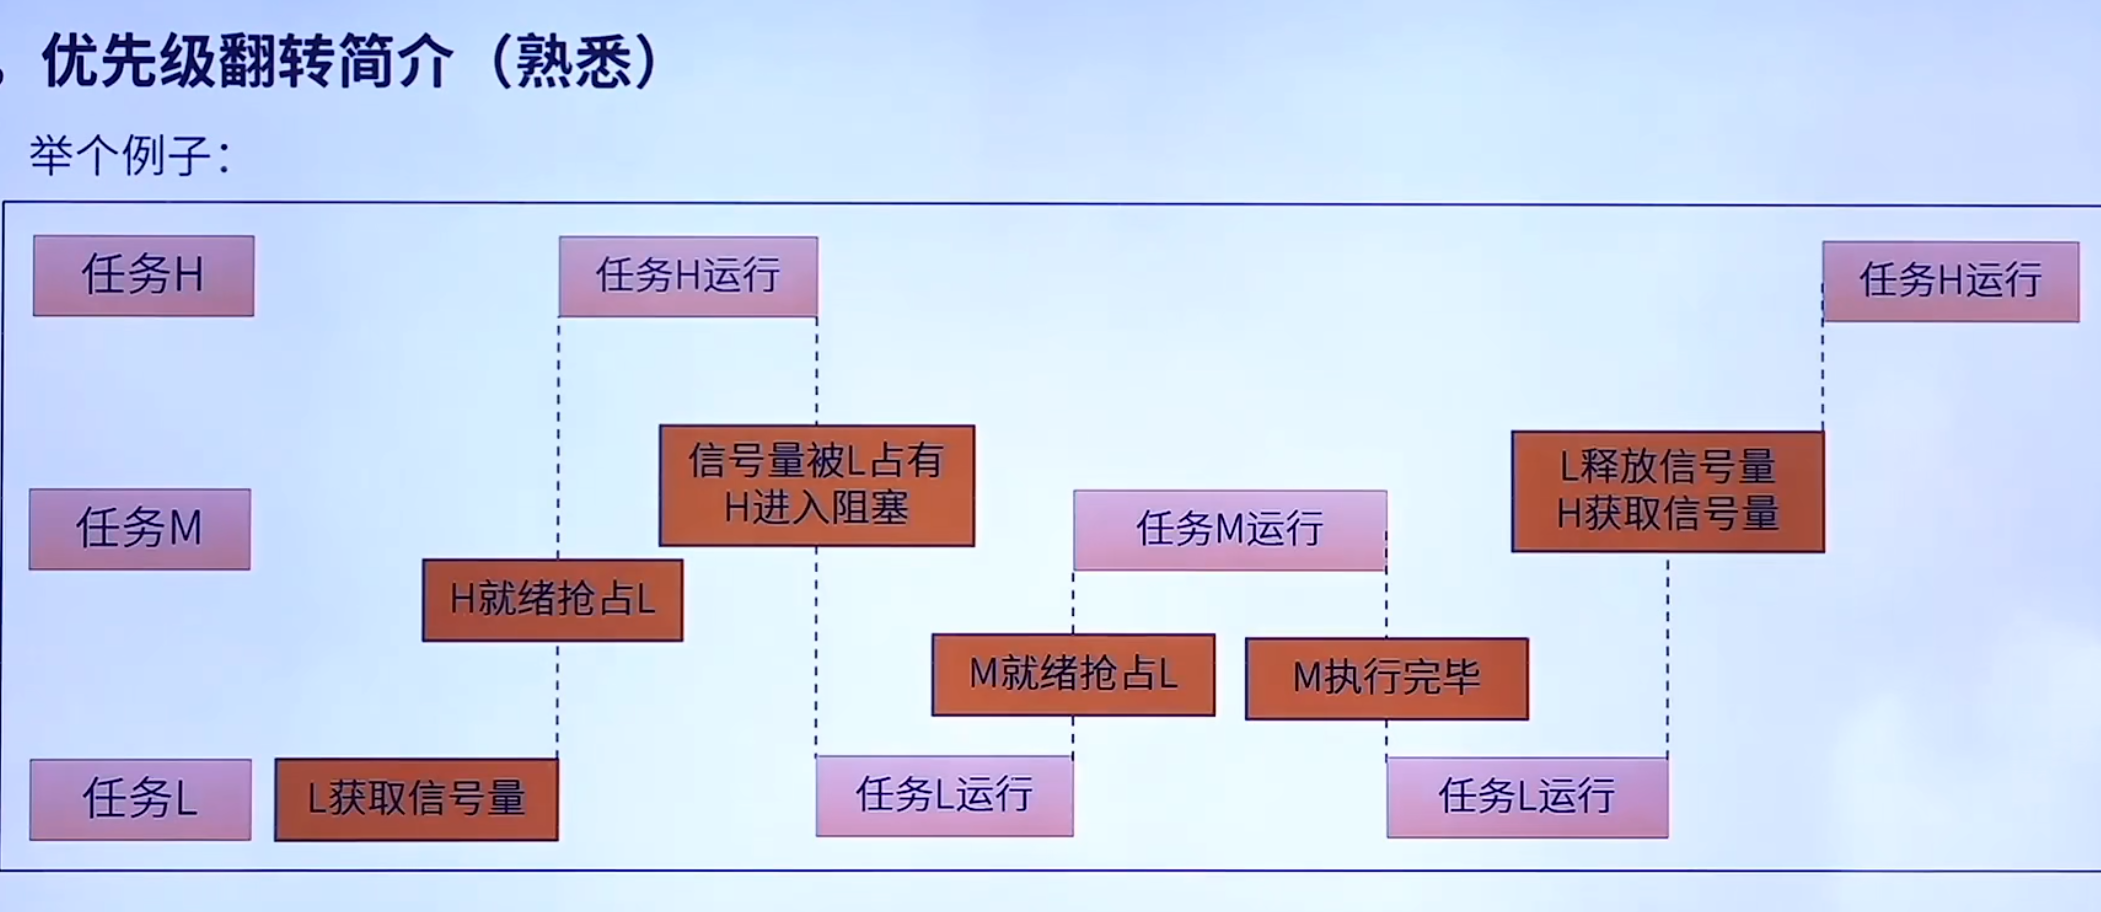 优先级翻转简介（熟悉）
举个例子：
任务H
任务H运行
任务H运行
信号量被L占有
H进入阻塞
L释放信号量
H获取信号量
任务M
任务M运行
H就绪抢占L
M就绪抢占L
M执行完毕
任务L
L获取信号量
任务L运行
任务L运行